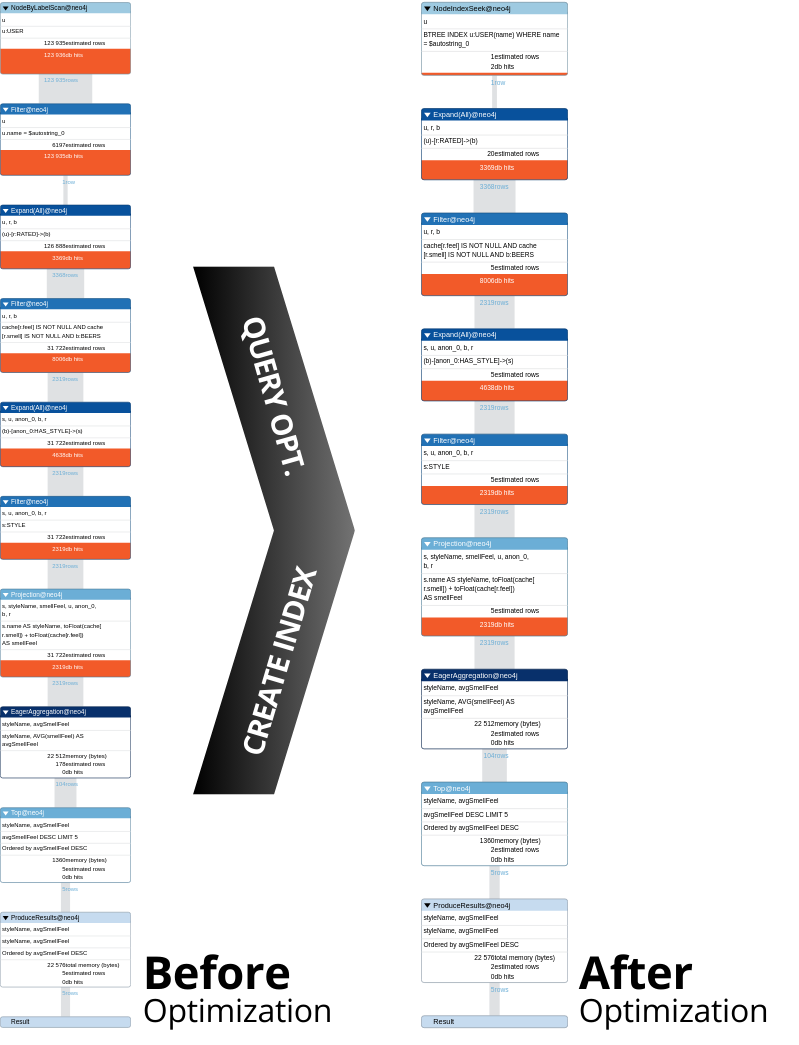 NodeByLabelScan@neo4j
u
u:USER
123 935estimated rows
123 936db hits
123 935rows
Filter@neo4j
u
u.name = $autostring_0
6197estimated rows
123 935db hits
1row
Expand(All)@neo4j
u, r, b
(u)-[r:RATED]->(b)
126 888estimated rows
3369db hits
3368rows
Filter@neo4j
u, r, b
cache[r.feel] IS NOT NULL AND cache
[r.smell] IS NOT NULL AND b:BEERS
31 722estimated rows
8006db hits
2319rows
Expand(All)@neo4j
s, u, anon_0, b, r
(b)-[anon_0:HAS_STYLE]->(s)
31 722estimated rows
4638db hits
2319rows
Filter@neo4j
s, u, anon_0, b, r
s:STYLE
31 722estimated rows
2319db hits
2319rows
Projection@neo4j
s, styleName, smellFeel, u, anon_0,
b, r
s.name AS styleName, toFloat(cache[
r.smell]) + toFloat(cache[r.feel])
AS smellFeel
31 722estimated rows
2319db hits
2319rows
EagerAggregation@neo4j
styleName, avgSmellFeel
styleName, AVG(smellFeel) AS
avgSmellFeel
22 512memory (bytes)
178estimated rows
0db hits
104rows
Top@neo4j
styleName, avgSmellFeel
avgSmellFeel DESC LIMIT 5
Ordered by avgSmellFeel DESC
1360memory (bytes)
5estimated rows
0db hits
5rows
ProduceResults@neo4j
styleName, avgSmellFeel
styleName, avgSmellFeel
Ordered by avgSmellFeel DESC
22 576total memory (bytes)
5estimated rows
0db hits
5rows
Result
Before
Optimization
QUERY OPT.
CREATE INDEX
NodeIndexSeek@neo4j
u
BTREE INDEX u:USER(name) WHERE name
= $autostring_0
1estimated rows
2db hits
1row
Expand(All)@neo4j
u, r, b
(u)-[r:RATED]->(b)
20estimated rows
3369db hits
3368rows
Filter@neo4j
u, r, b
cache[r.feel] IS NOT NULL AND cache
[r.smell] IS NOT NULL AND b:BEERS
5estimated rows
8006db hits
2319rows
Expand(All)@neo4j
s, u, anon_0, b, r
(b)-[anon_0:HAS_STYLE]->(s)
5estimated rows
4638db hits
2319rows
Filter@neo4j
s, u, anon_0, b, r
s:STYLE
5estimated rows
2319db hits
2319rows
Projection@neo4j
s, styleName, smellFeel, u, anon_0,
b, r
s.name AS styleName, toFloat(cache[
r.smell]) + toFloat(cache[r.feel])
AS smellFeel
5estimated rows
2319db hits
2319rows
EagerAggregation@neo4j
styleName, avgSmellFeel
styleName, AVG(smellFeel) AS
avgSmellFeel
22 512memory (bytes)
2estimated rows
0db hits
104rows
Top@neo4j
styleName, avgSmellFeel
avgSmellFeel DESC LIMIT 5
Ordered by avgSmellFeel DESC
1360memory (bytes)
2estimated rows
0db hits
5rows
ProduceResults@neo4j
styleName, avgSmellFeel
styleName, avgSmellFeel
Ordered by avgSmellFeel DESC
22 576total memory (bytes)
2estimated rows
0db hits
5rows
Result
After
Optimization